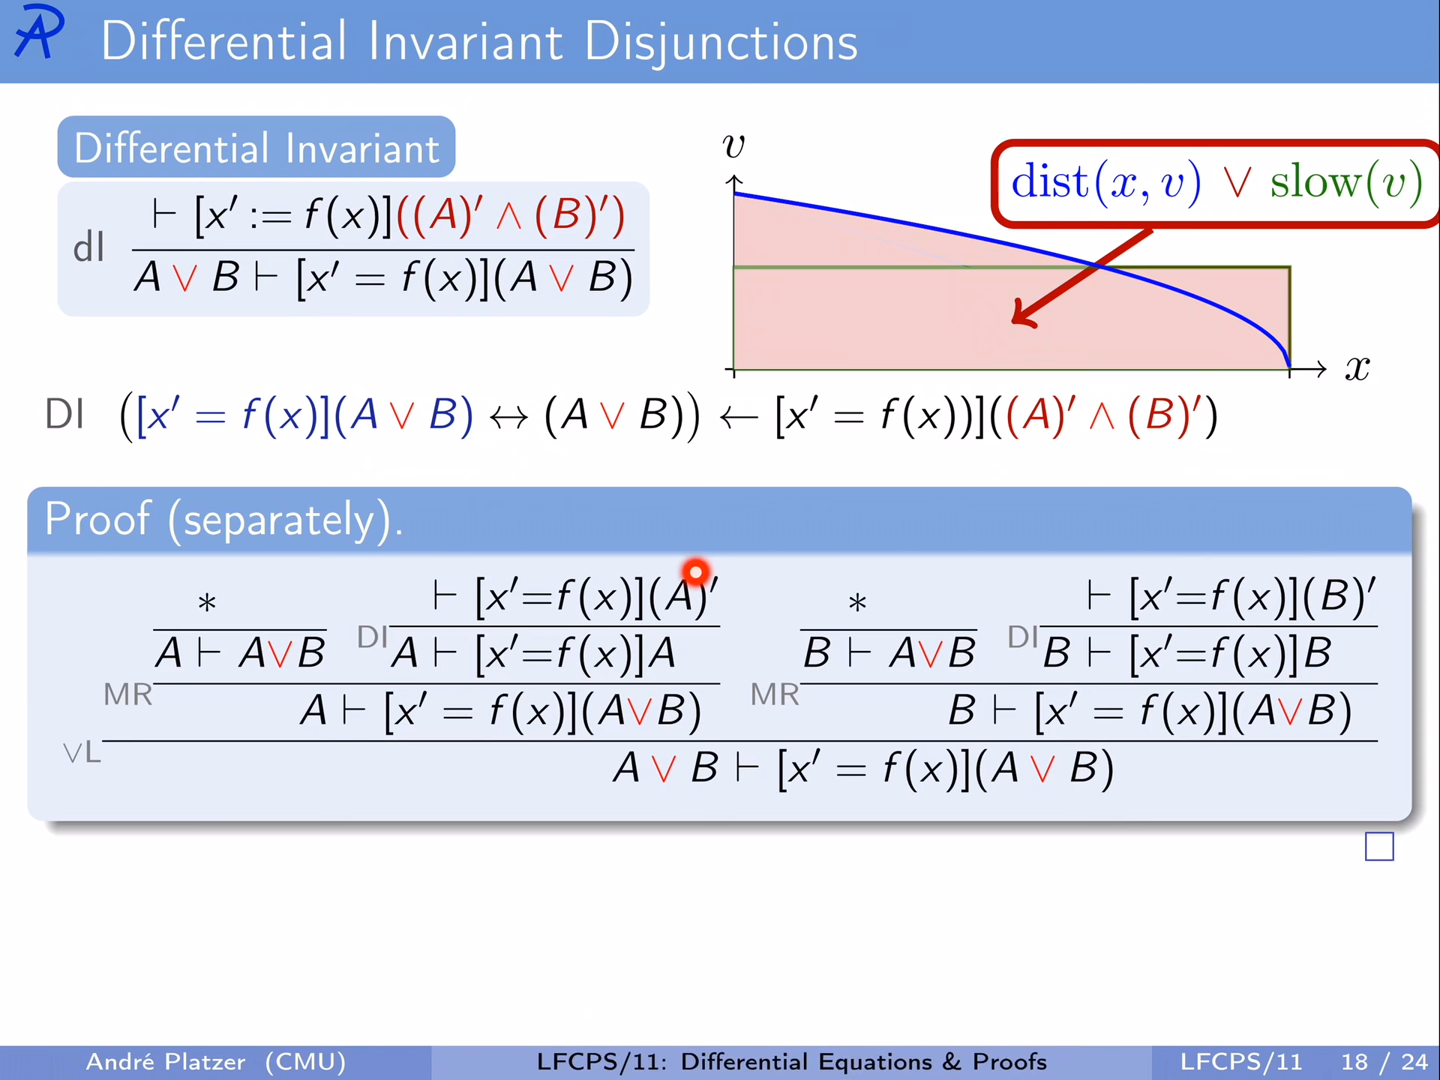 Differential Invariant Disjunctions
Differential Invariant
dI
⊢ [x′ := f(x)]((A)′ ∧ (B)′)
A ∨ B ⊢ [x′ = f(x)](A ∨ B)
v
dist(x, v) ∨ slow(v)
x
DI ([x′ = f(x)](A ∨ B) ↔ (A ∨ B)) ← [x′ = f(x))]((A)′ ∧ (B)′)
Proof (separately).
* ⊢ [x′=f(x)](A)′ * ⊢ [x′=f(x)](B)′
A ⊢ A∨B DI A ⊢ [x′=f(x)]A B ⊢ A∨B DI B ⊢ [x′=f(x)]B
MR A ⊢ [x′ = f(x)](A∨B) MR B ⊢ [x′ = f(x)](A∨B)
∨L A ∨ B ⊢ [x′ = f(x)](A ∨ B)
André Platzer (CMU) LFCPS/11: Differential Equations & Proofs LFCPS/11 18 / 24